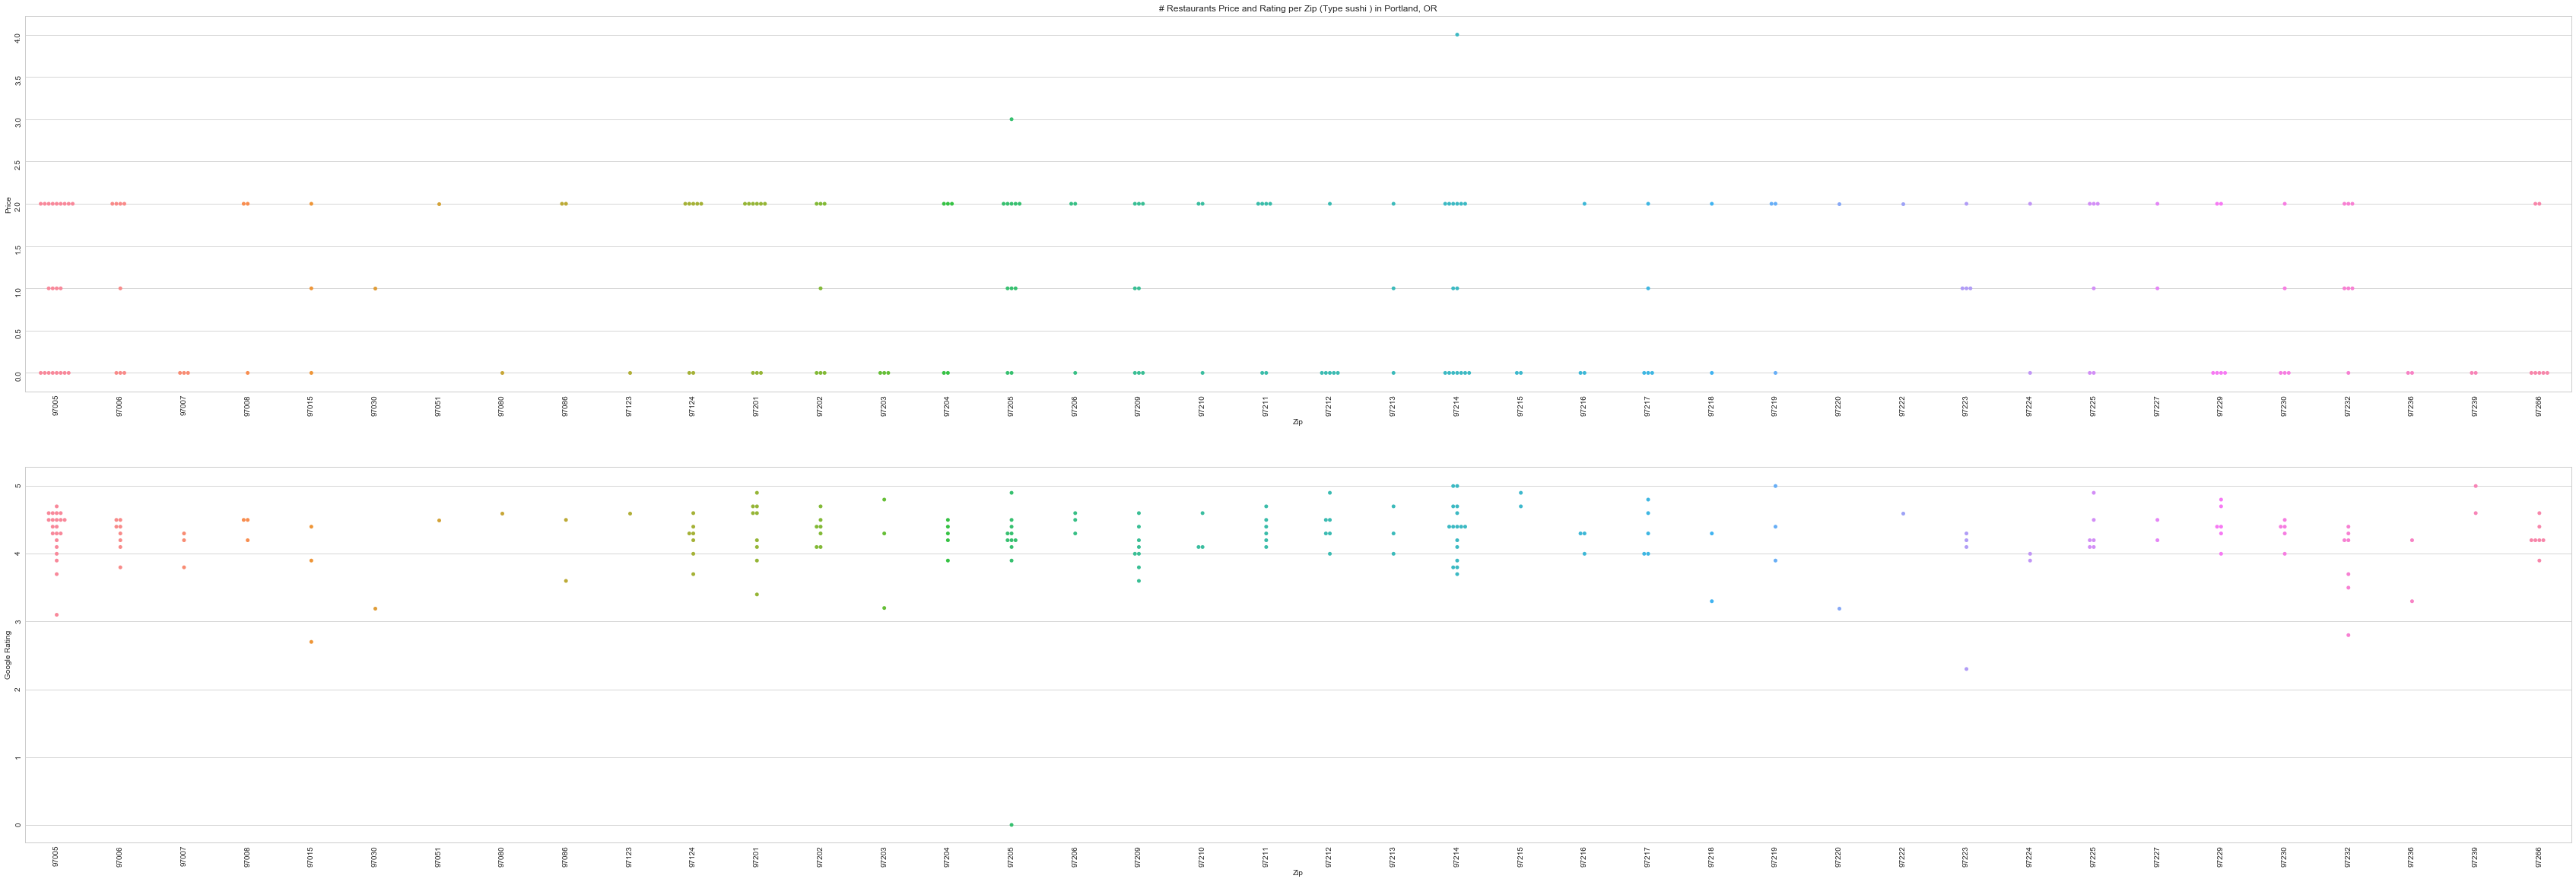 # Restaurants Price and Rating per Zip (Type sushi ) in Portland, OR
4.0
3.5
3.0
2.5
2.0
1.5
1.0
0.5
0.0
Price
97005 97006 97007 97008 97015 97030 97051 97080 97086 97123 97124 97201 97202 97203 97204 97205 97206 97209 97210 97211 97212 97213 97214 97215 97216 97217 97218 97219 97220 97222 97223 97224 97225 97227 97229 97230 97232 97236 97239 97266
Zip
5
4
3
2
1
0
Google Rating
97005 97006 97007 97008 97015 97030 97051 97080 97086 97123 97124 97201 97202 97203 97204 97205 97206 97209 97210 97211 97212 97213 97214 97215 97216 97217 97218 97219 97220 97222 97223 97224 97225 97227 97229 97230 97232 97236 97239 97266
Zip